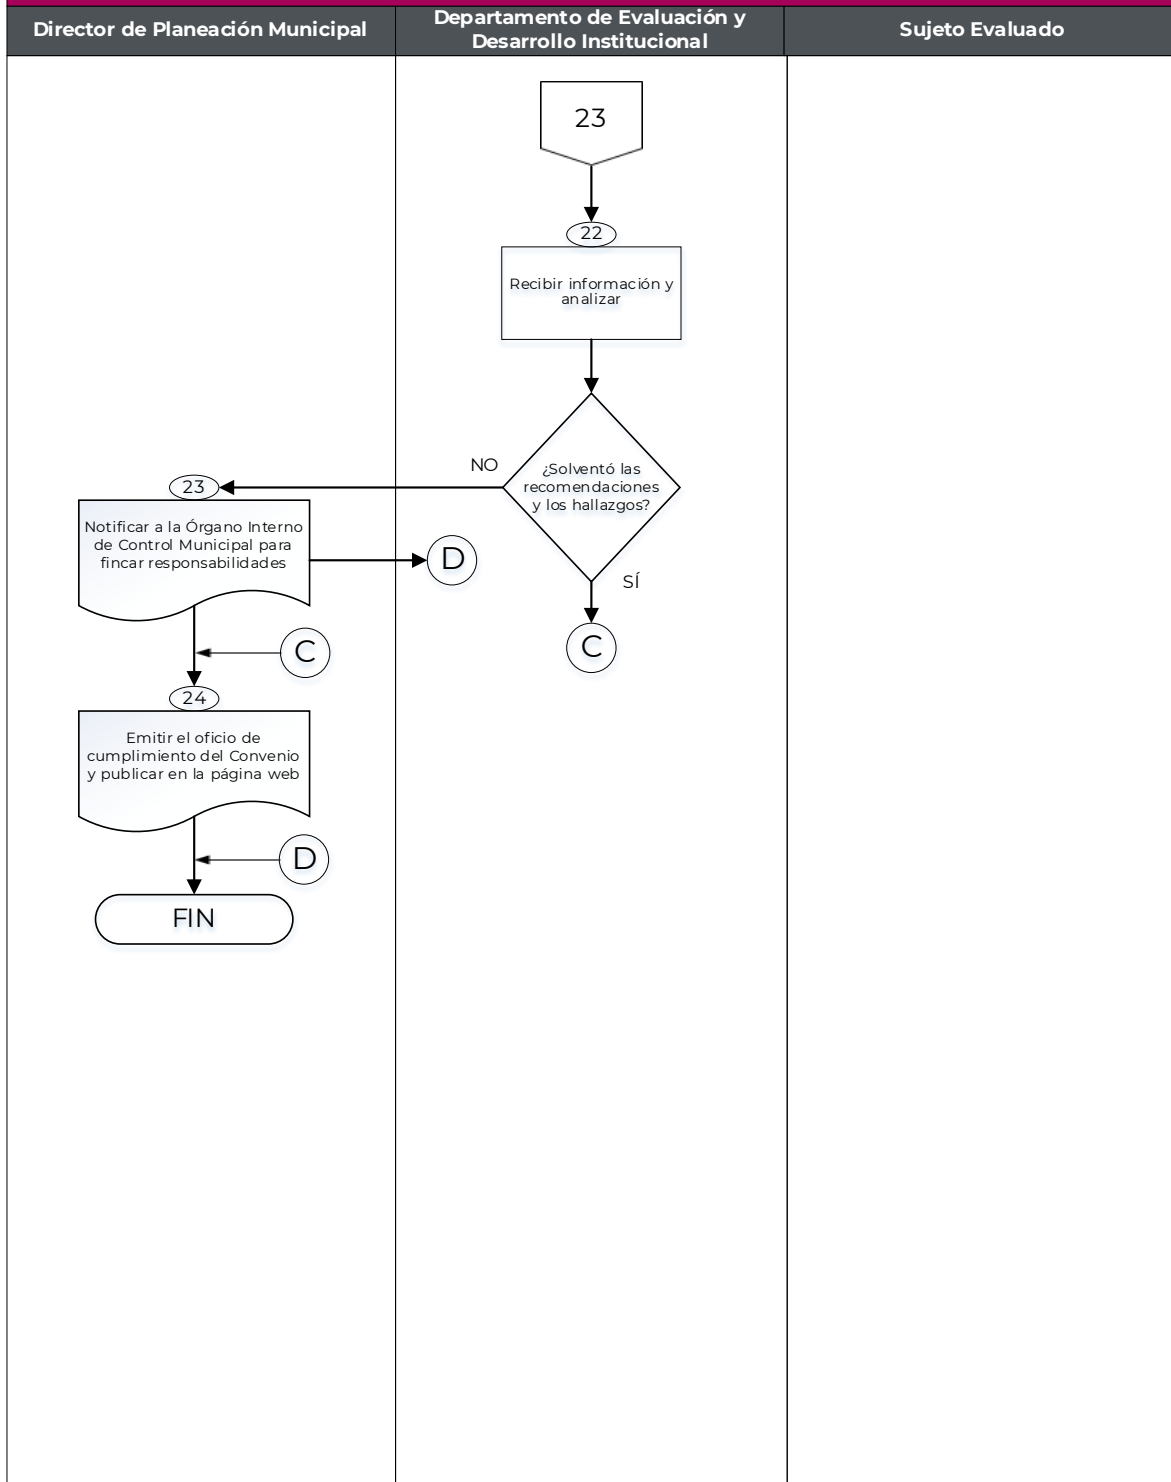 Director de Planeación Municipal
Departamento de Evaluación y
Desarrollo Institucional
Sujeto Evaluado
23
22
Recibir información y
analizar
¿Solventó las
recomendaciones
y los hallazgos?
NO
SÍ
23
Notificar a la Órgano Interno
de Control Municipal para
fincar responsabilidades
D
C
C
24
Emitir el oficio de
cumplimiento del Convenio
y publicar en la página web
D
FIN